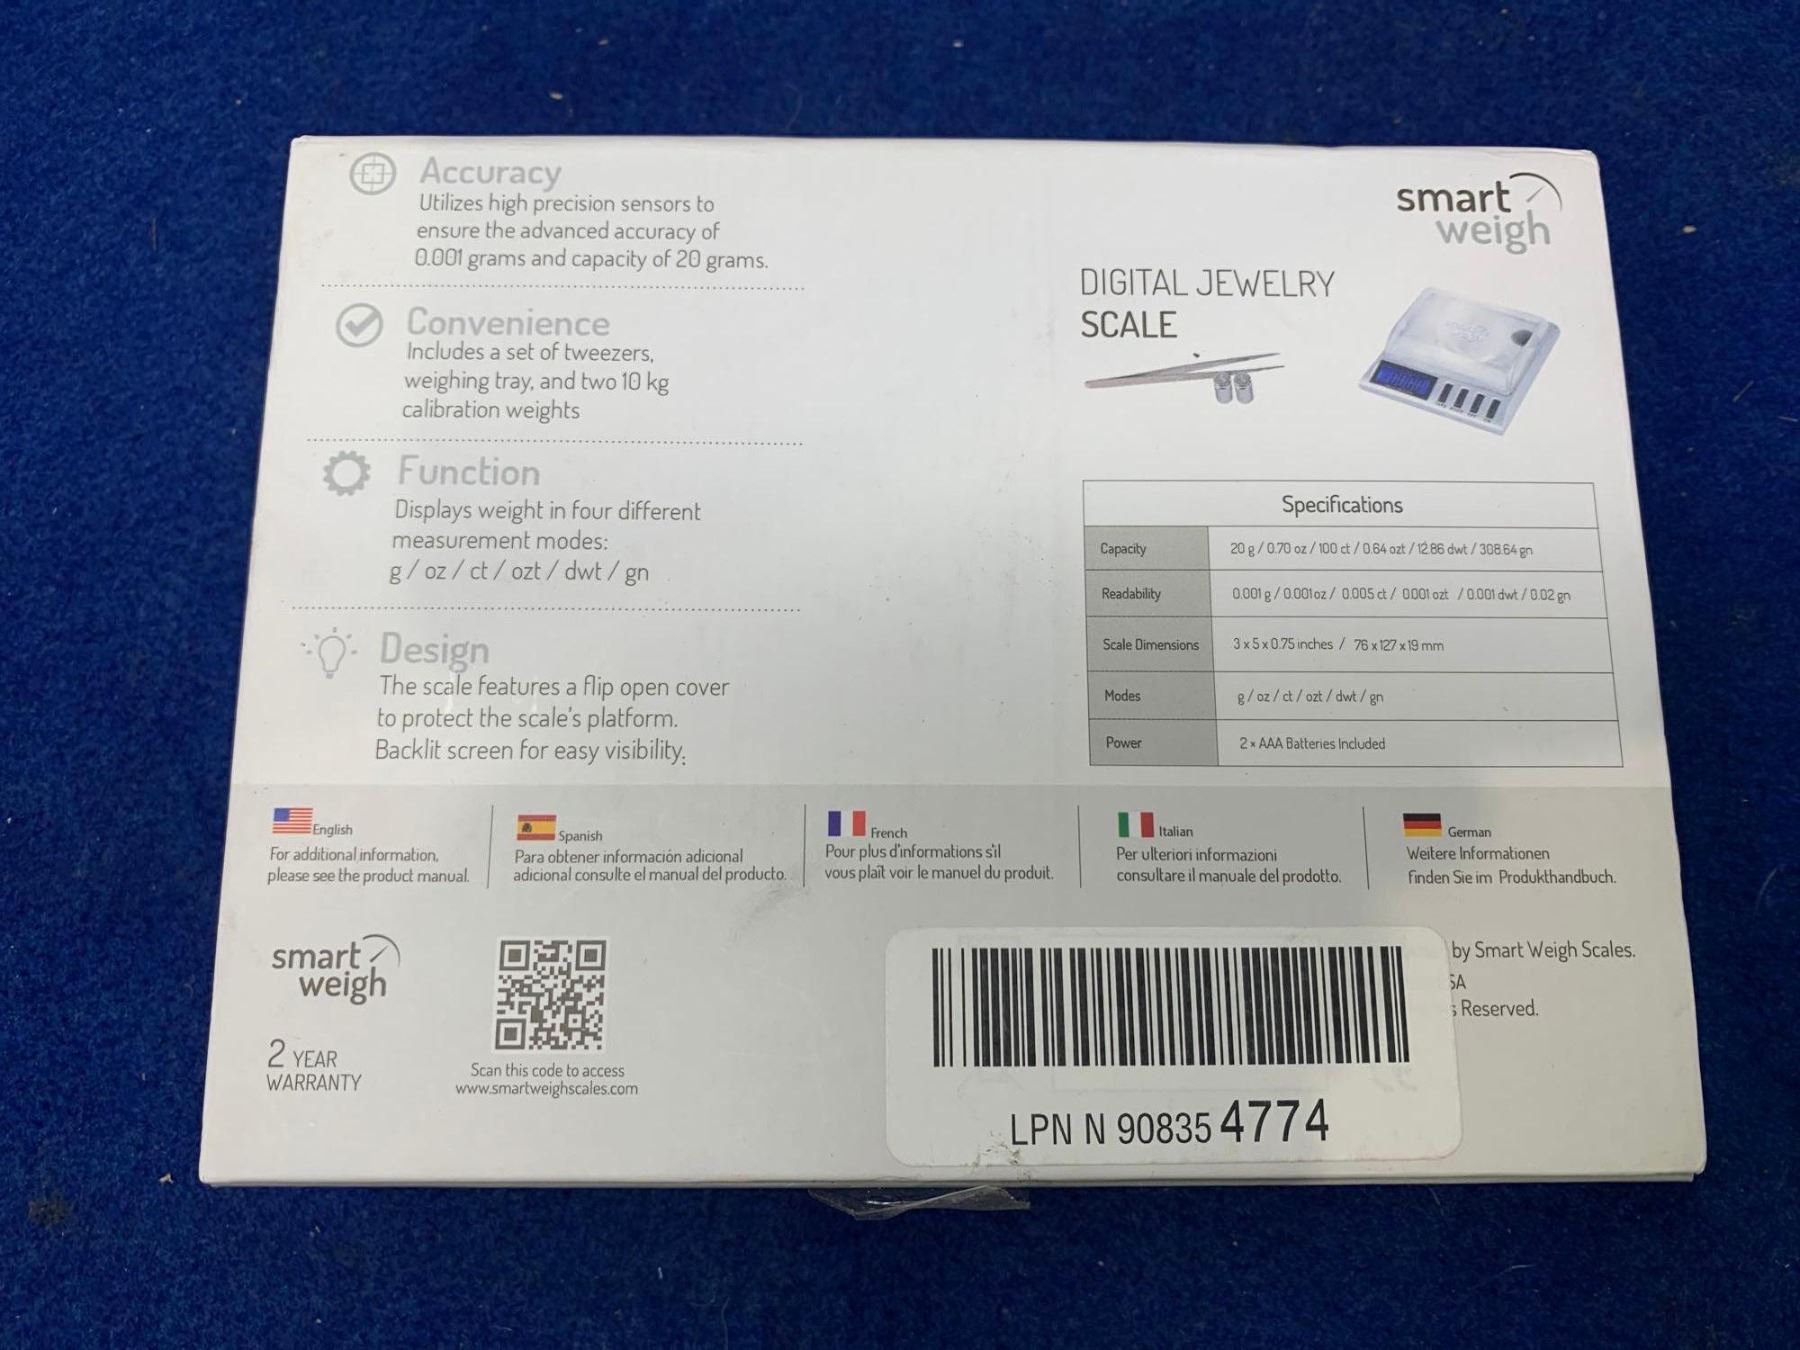 Accuracy
Utilizes high precision sensors to
ensure the advanced accuracy of
0.001 grams and capacity of 20 grams.
Convenience
Includes a set of tweezers,
weighing tray, and two 10 kg
calibration weights
Function
Displays weight in four different
measurement modes:
g / oz / ct / ozt / dwt / gn
Design
The scale features a flip open cover
to protect the scale's platform.
Backlit screen for easy visibility.
smart
weigh
DIGITAL JEWELRY
SCALE
Specifications
Capacity 20 g / 0.70 oz / 100 ct / 0.64 ozt / 12.86 dwt / 308.64 gn
Readability 0.001 g / 0.001 oz / 0.005 ct / 0.001 ozt / 0.001 dwt / 0.02 gn
Scale Dimensions 3 x 5 x 0.75 inches / 76 x 127 x 19 mm
Modes g / oz / ct / ozt / dwt / gn
Power 2 x AAA Batteries Included
English
For additional information,
please see the product manual.
Spanish
Para obtener información adicional
adicional consulte el manual del producto.
French
Pour plus d'informations s'il
vous plaît voir le manuel du produit.
Italian
Per ulteriori informazioni
consultare il manuale del prodotto.
German
Weitere Informationen
finden Sie im Produkthandbuch.
smart
weigh
2 YEAR
WARRANTY
Scan this code to access
www.smartweighscales.com
by Smart Weigh Scales.
SA
s Reserved.
LPN N 90835 4774